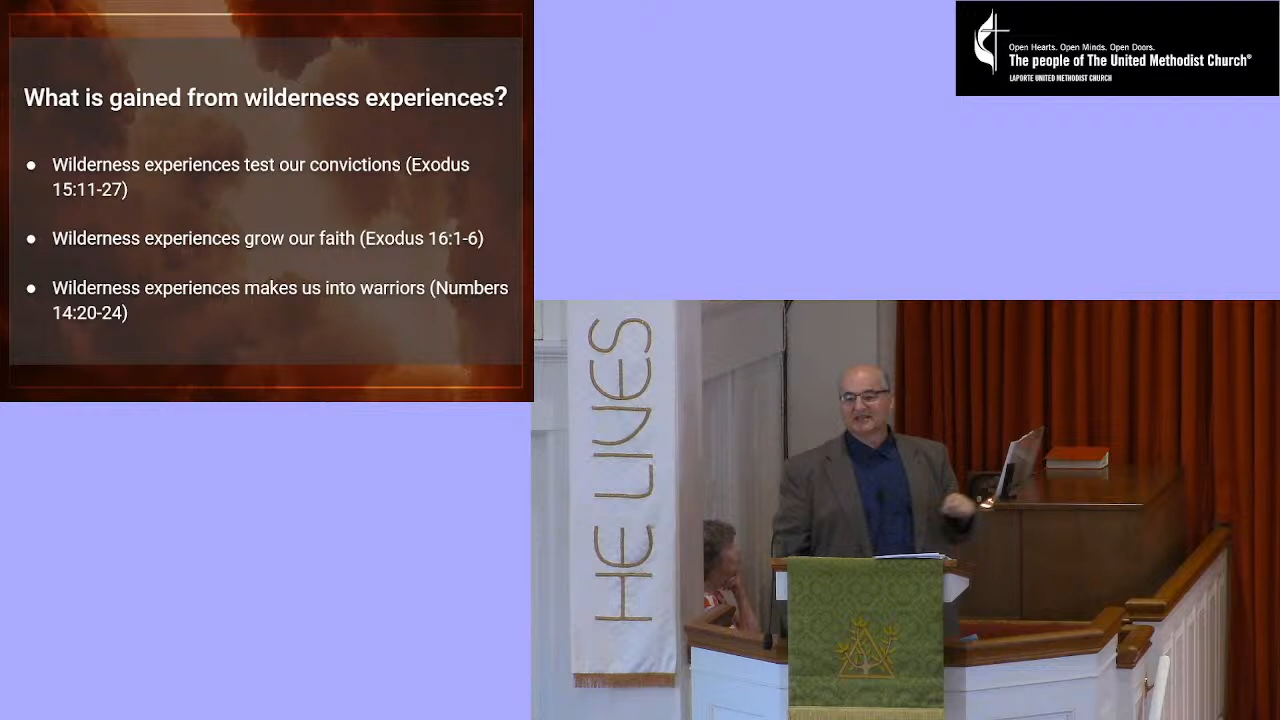 What is gained from wilderness experiences?
● Wilderness experiences test our convictions (Exodus
15:11-27)
● Wilderness experiences grow our faith (Exodus 16:1-6)
● Wilderness experiences makes us into warriors (Numbers
14:20-24)
Open Hearts. Open Minds. Open Doors.
The people of The United Methodist Church®
LAPORTE UNITED METHODIST CHURCH
HE LIVES